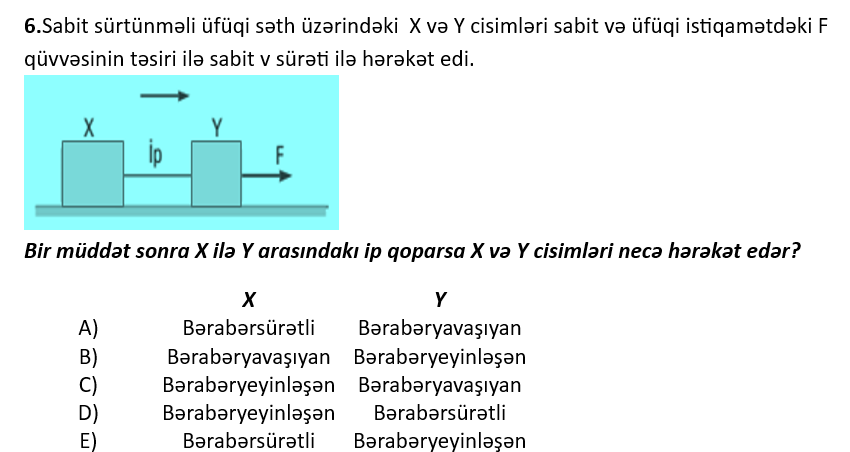 6.Sabit sürtünməli üfüqi səth üzərindəki X və Y cisimləri sabit və üfüqi istiqamətdəki F
qüvvəsinin təsiri ilə sabit v sürəti ilə hərəkət edi.
X Y
İp F
Bir müddət sonra X ilə Y arasındakı ip qoparsa X və Y cisimləri necə hərəkət edər?
X Y
A) Bərabərsürətli Bərabəryavaşıyan
B) Bərabəryavaşıyan Bərabəryeyinləşən
C) Bərabəryeyinləşən Bərabəryavaşıyan
D) Bərabəryeyinləşən Bərabərsürətli
E) Bərabərsürətli Bərabəryeyinləşən